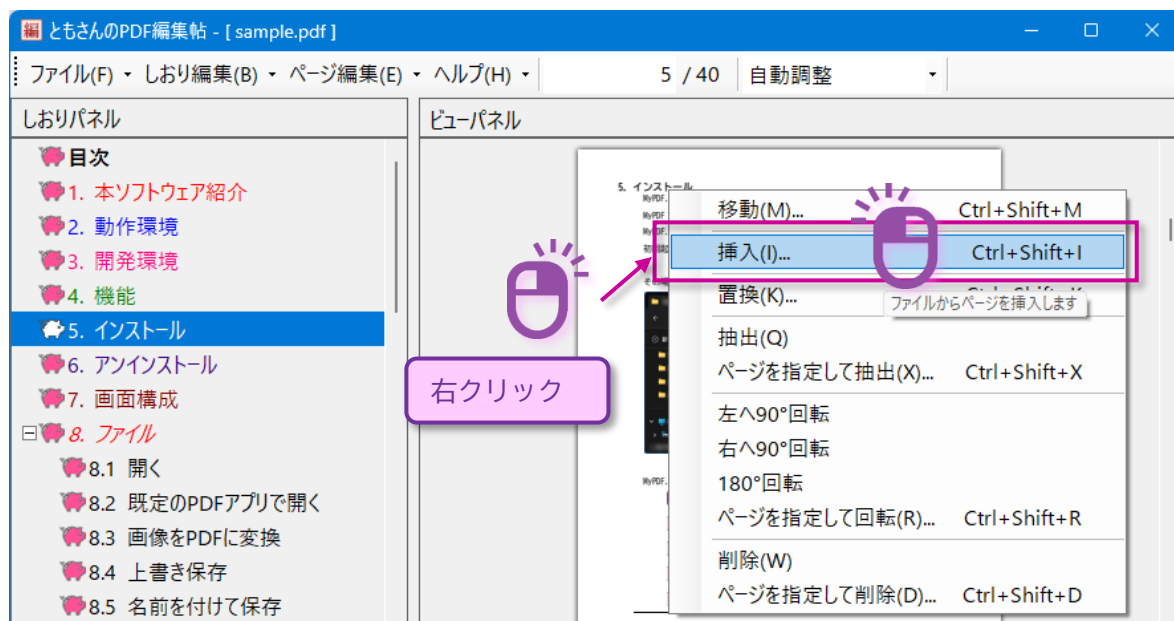 ともさんのPDF編集帖 - [ sample.pdf ]
ファイル(F) しおり編集(B) ページ編集(E) ヘルプ(H) 5 / 40 自動調整
しおりパネル
目次
1. 本ソフトウェア紹介
2. 動作環境
3. 開発環境
4. 機能
5. インストール
6. アンインストール
7. 画面構成
8. ファイル
8.1 開く
8.2 既定のPDFアプリで開く
8.3 画像をPDFに変換
8.4 上書き保存
8.5 名前を付けて保存
ビューパネル
5. インストール
MyPDF.
MyPDF
MyPDF.
MyPDF.
移動(M)... Ctrl+Shift+M
挿入(I)... Ctrl+Shift+I
置換(K)... Ctrl+Shift+K
ファイルからページを挿入します
抽出(Q)
ページを指定して抽出(X)... Ctrl+Shift+X
左へ90°回転
右へ90°回転
180°回転
ページを指定して回転(R)... Ctrl+Shift+R
削除(W)
ページを指定して削除(D)... Ctrl+Shift+D
右クリック